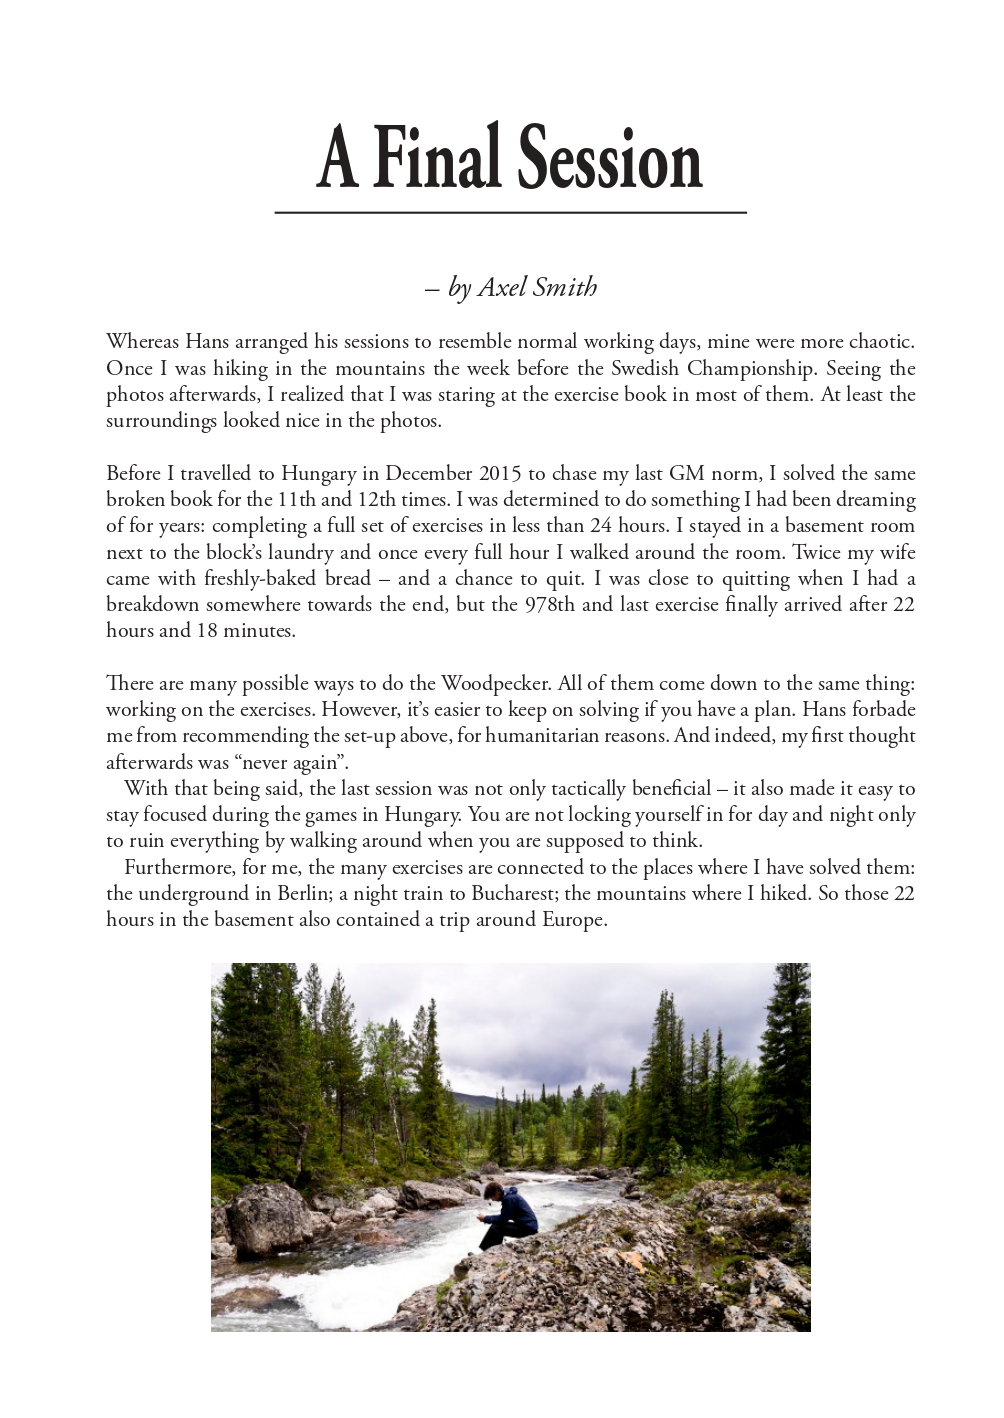 A Final Session
– by Axel Smith
Whereas Hans arranged his sessions to resemble normal working days, mine were more chaotic.
Once I was hiking in the mountains the week before the Swedish Championship. Seeing the
photos afterwards, I realized that I was staring at the exercise book in most of them. At least the
surroundings looked nice in the photos.
Before I travelled to Hungary in December 2015 to chase my last GM norm, I solved the same
broken book for the 11th and 12th times. I was determined to do something I had been dreaming
of for years: completing a full set of exercises in less than 24 hours. I stayed in a basement room
next to the block’s laundry and once every full hour I walked around the room. Twice my wife
came with freshly-baked bread – and a chance to quit. I was close to quitting when I had a
breakdown somewhere towards the end, but the 978th and last exercise finally arrived after 22
hours and 18 minutes.
There are many possible ways to do the Woodpecker. All of them come down to the same thing:
working on the exercises. However, it’s easier to keep on solving if you have a plan. Hans forbade
me from recommending the set-up above, for humanitarian reasons. And indeed, my first thought
afterwards was “never again”.
With that being said, the last session was not only tactically beneficial – it also made it easy to
stay focused during the games in Hungary. You are not locking yourself in for day and night only
to ruin everything by walking around when you are supposed to think.
Furthermore, for me, the many exercises are connected to the places where I have solved them:
the underground in Berlin; a night train to Bucharest; the mountains where I hiked. So those 22
hours in the basement also contained a trip around Europe.